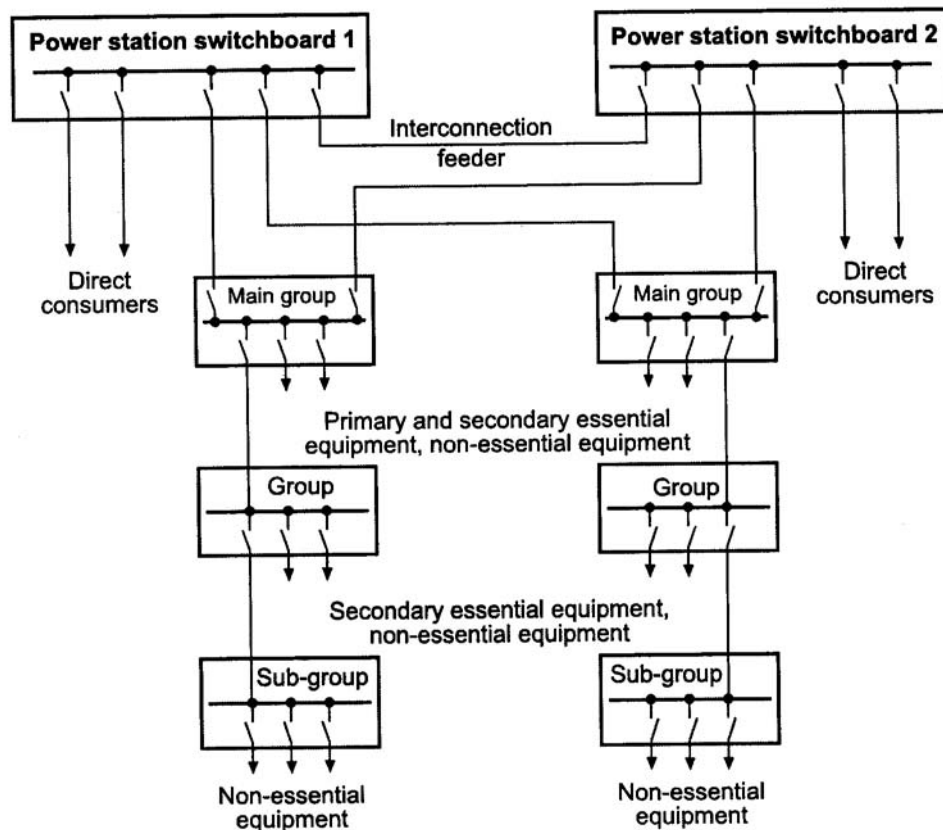 Power station switchboard 1
Power station switchboard 2
Interconnection
feeder
Direct
consumers
Main group
Main group
Direct
consumers
Primary and secondary essential
equipment, non-essential equipment
Group
Group
Secondary essential equipment,
non-essential equipment
Sub-group
Sub-group
Non-essential
equipment
Non-essential
equipment